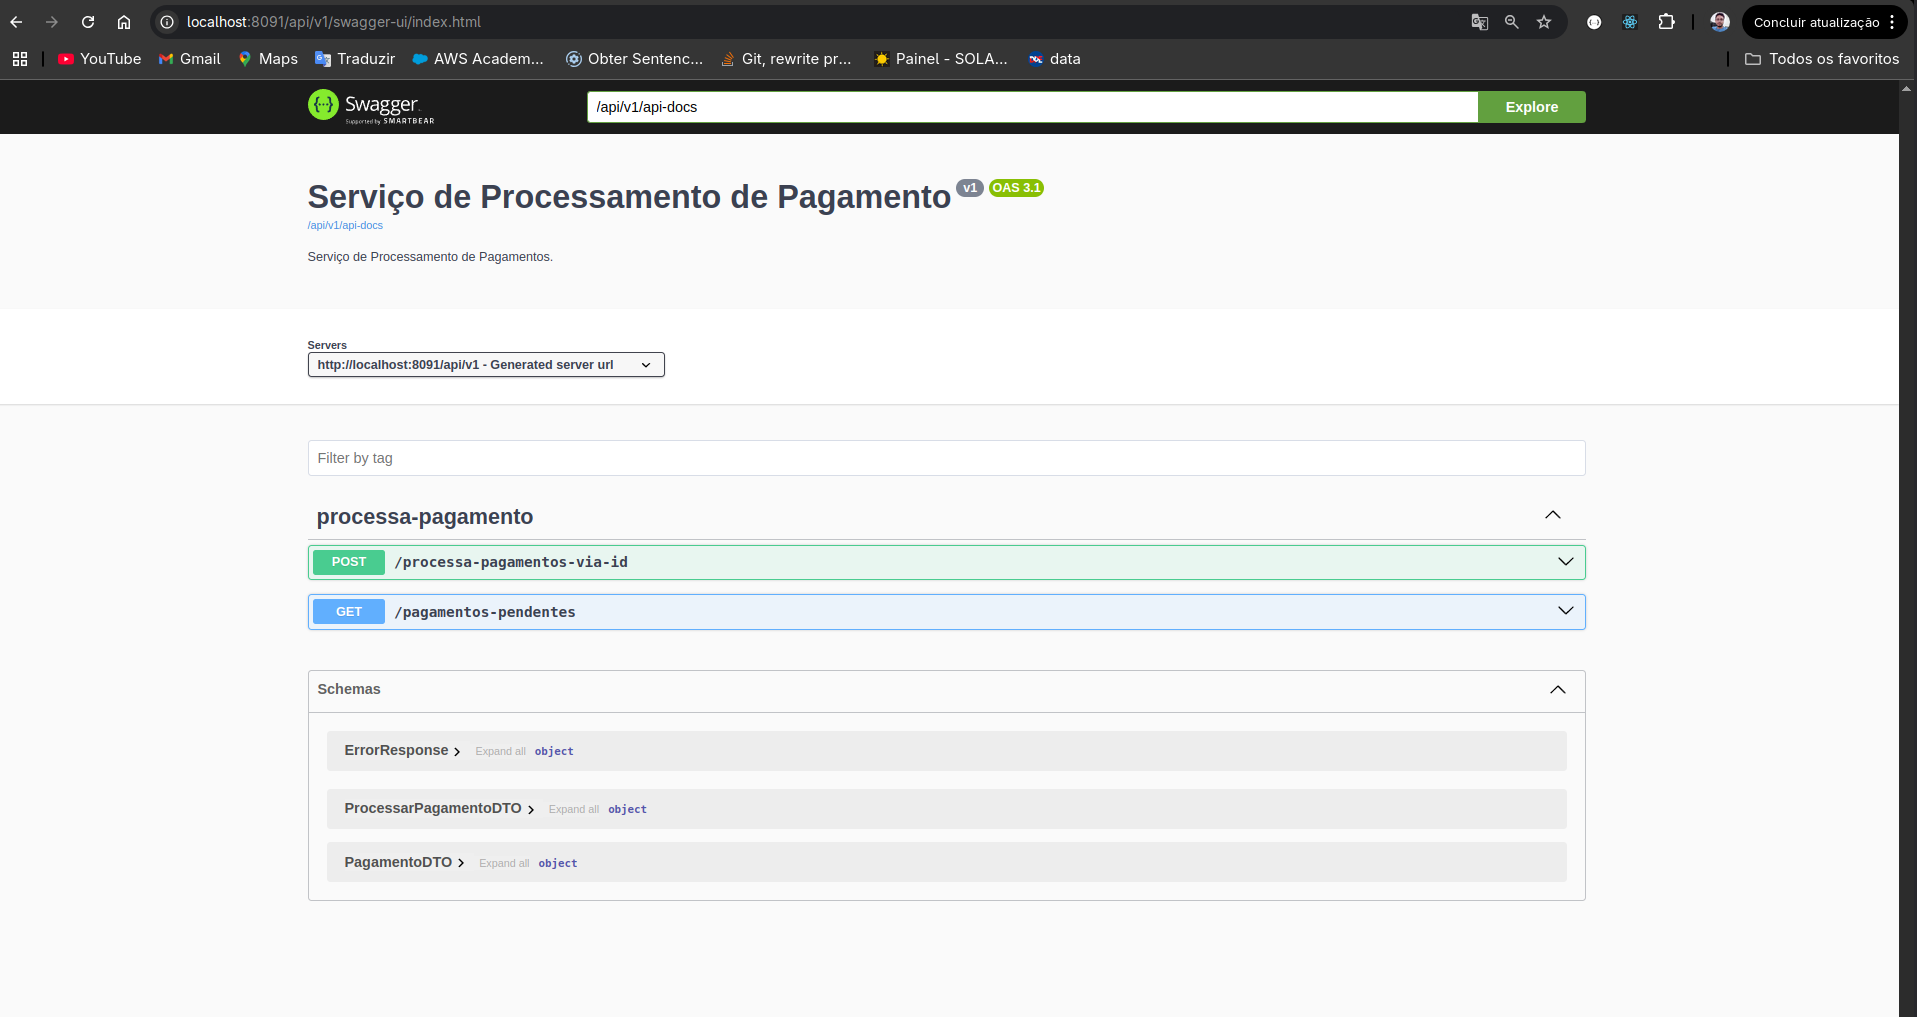 localhost:8091/api/v1/swagger-ui/index.html
Concluir atualização
YouTube
Gmail
Maps
Traduzir
AWS Academ...
Obter Sentenc...
Git, rewrite pr...
Painel - SOLA...
data
Todos os favoritos
Swagger
Supported by SMARTBEAR
/api/v1/api-docs
Explore
Serviço de Processamento de Pagamento v1 OAS 3.1
/api/v1/api-docs
Serviço de Processamento de Pagamentos.
Servers
http://localhost:8091/api/v1 - Generated server url
Filter by tag
processa-pagamento
POST /processa-pagamentos-via-id
GET /pagamentos-pendentes
Schemas
ErrorResponse Expand all object
ProcessarPagamentoDTO Expand all object
PagamentoDTO Expand all object